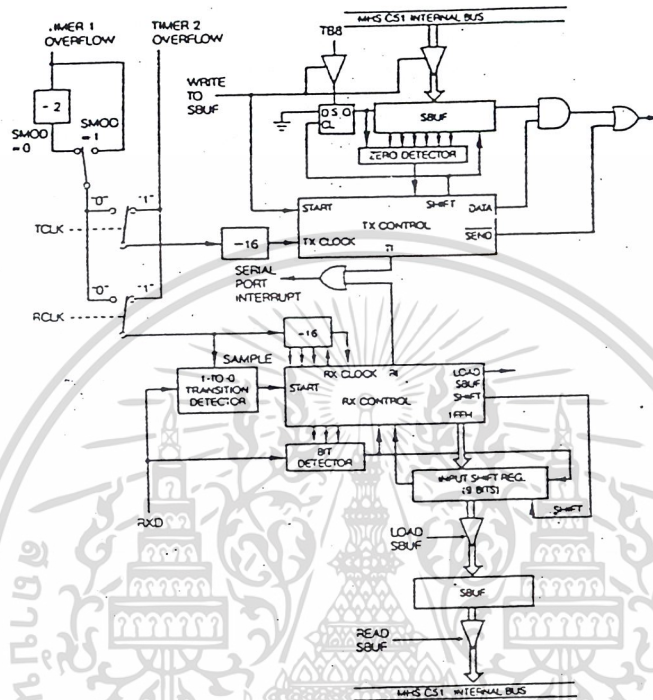 TIMER 1
OVERFLOW
TIMER 2
OVERFLOW
MHS C51 INTERNAL BUS
TB8
WRITE
TO
SBUF
- 2
SMOD
= 0
SMOD
= 1
D S Q
CL
SBUF
ZERO DETECTOR
"0"
"1"
TCLK
START
SHIFT
DATA
TX CONTROL
TX CLOCK
TI
SEND
-16
SERIAL
PORT
INTERRUPT
"0"
"1"
RCLK
-16
SAMPLE
1-TO-0
TRANSITION
DETECTOR
START
RX CLOCK
RI
LOAD
SBUF
SHIFT
RX CONTROL
1FFH
BIT
DETECTOR
INPUT SHIFT REG.
(9 BITS)
SHIFT
RXD
LOAD
SBUF
SBUF
READ
SBUF
MHS C51 INTERNAL BUS